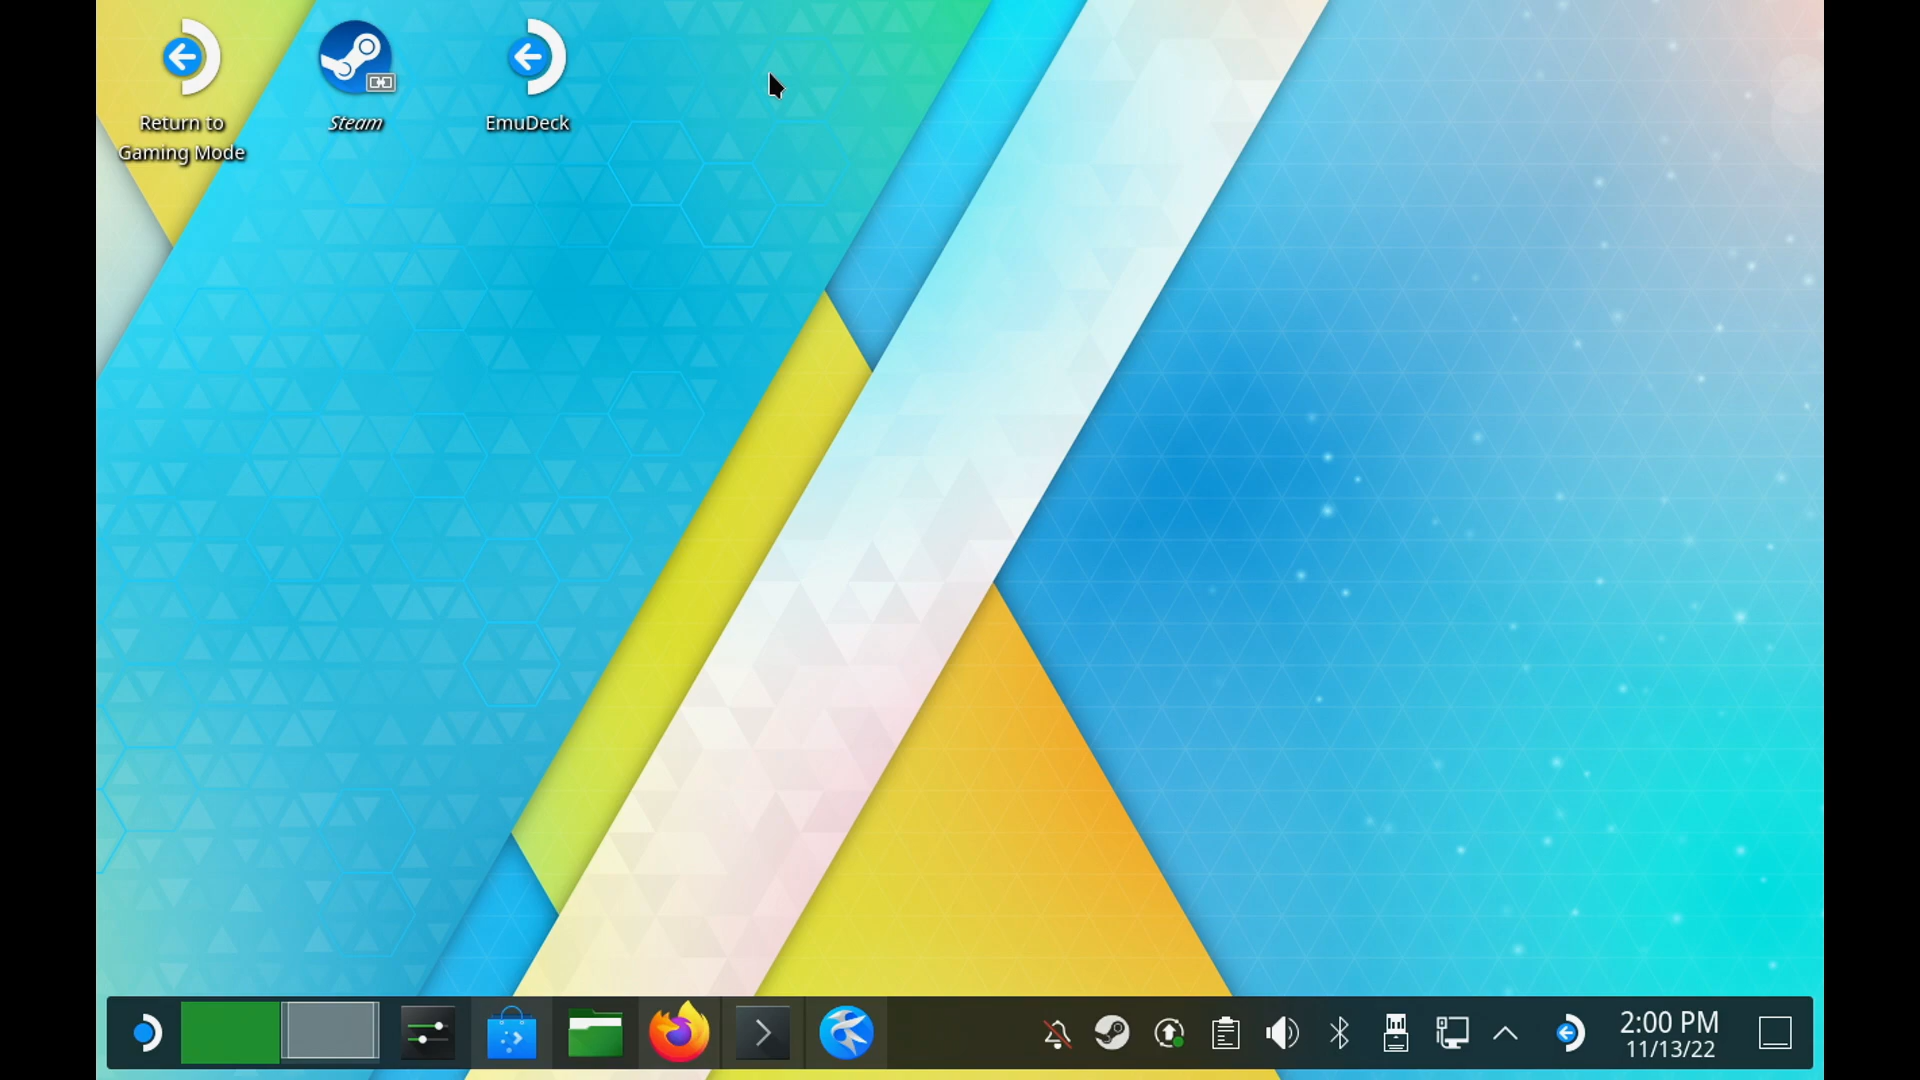 Return to
Gaming Mode
Steam
EmuDeck
2:00 PM
11/13/22